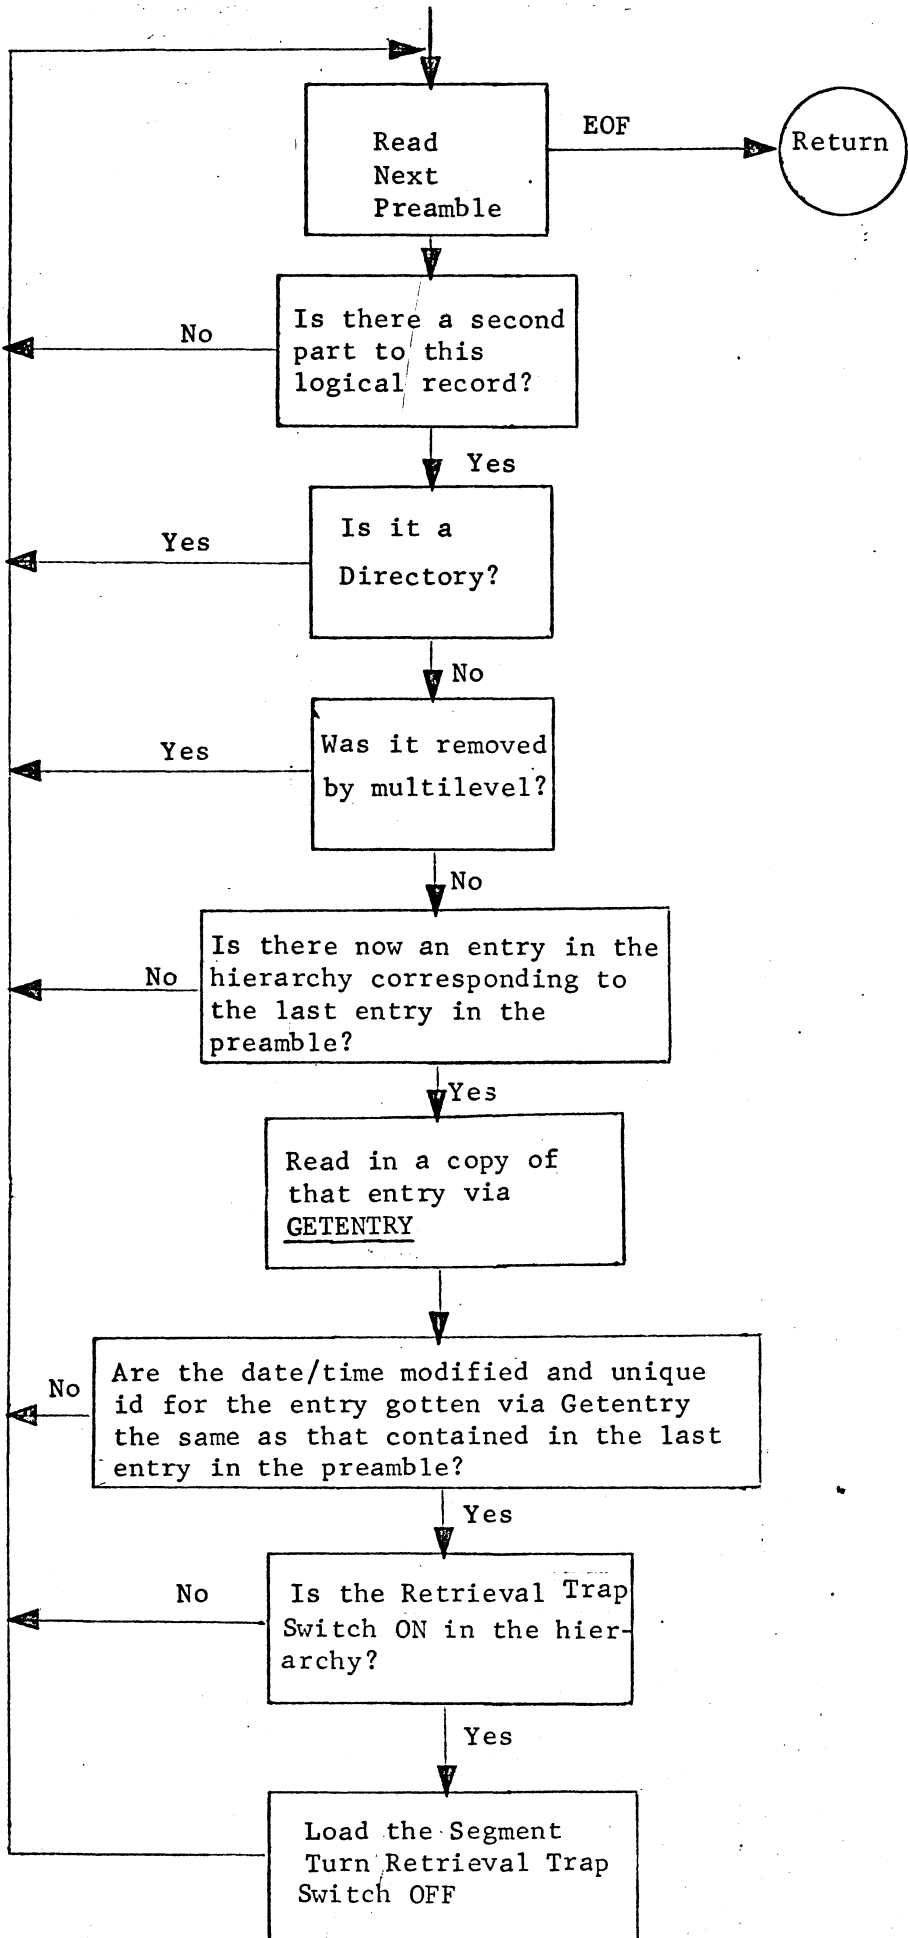 EOF
Return
Read
Next
Preamble
No
Is there a second
part to this
logical record?
Yes
Is it a
Directory?
Yes
No
Was it removed
by multilevel?
Yes
No
Is there now an entry in the
hierarchy corresponding to
the last entry in the
preamble?
No
Yes
Read in a copy of
that entry via
GETENTRY
Are the date/time modified and unique
id for the entry gotten via Getentry
the same as that contained in the last
entry in the preamble?
No
Yes
Is the Retrieval Trap
Switch ON in the hier-
archy?
No
Yes
Load the Segment
Turn Retrieval Trap
Switch OFF